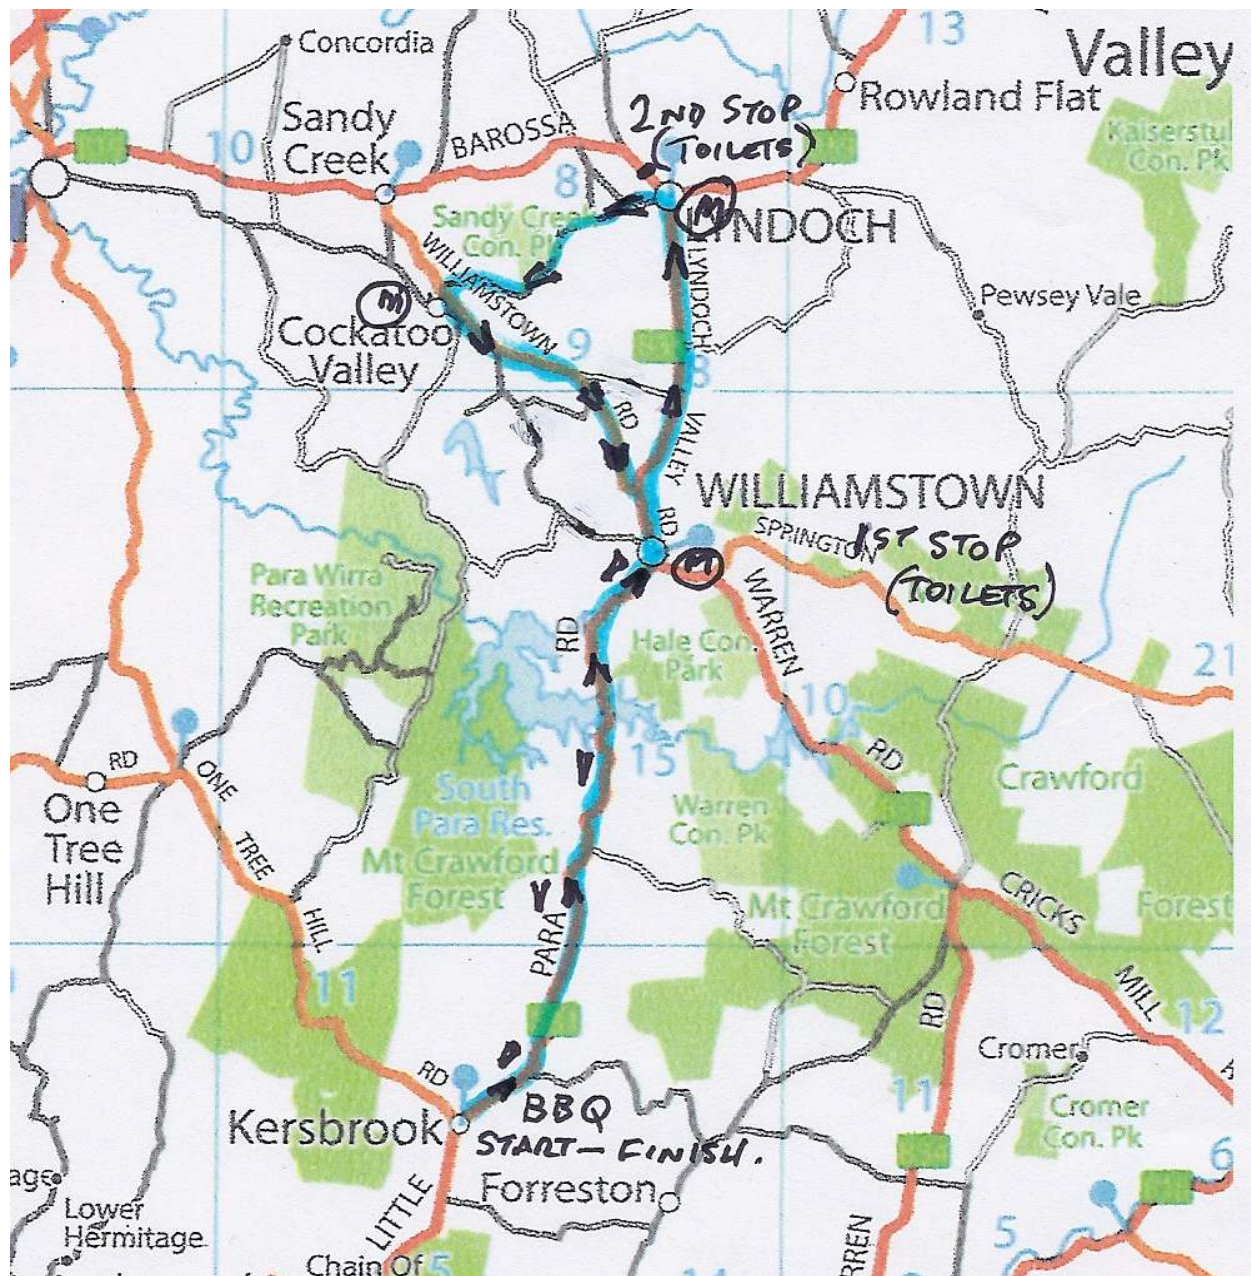 Concordia
13
Valley
Rowland Flat
Sandy
Creek
BAROSSA
2ND STOP
(TOILETS)
10
8
Kaiserstul
Con. Pk
Sandy Creek
Con. Pk
M
LYNDOCH
WILLIAMSTOWN
LYNDOCH
M
Pewsey Vale
Cockatoo
Valley
9
8
RD
VALLEY
WILLIAMSTOWN
RD
SPRINGTON
1ST STOP
(TOILETS)
M
Para Wirra
Recreation
Park
WARREN
RD
Hale Con.
Park
21
10
15
RD
RD
ONE
One
Tree
Hill
TREE
South
Para Res.
Warren
Con. Pk
Crawford
Mt Crawford
Forest
HILL
CRICKS
Mt Crawford
Forest
Forest
PARA
11
MILL
12
RD
RD
Cromer
Kersbrook
BBQ
START - FINISH.
11
Cromer
Con. Pk
6
age
Lower
Hermitage
LITTLE
Forreston
5
Chain Of
5
RREN